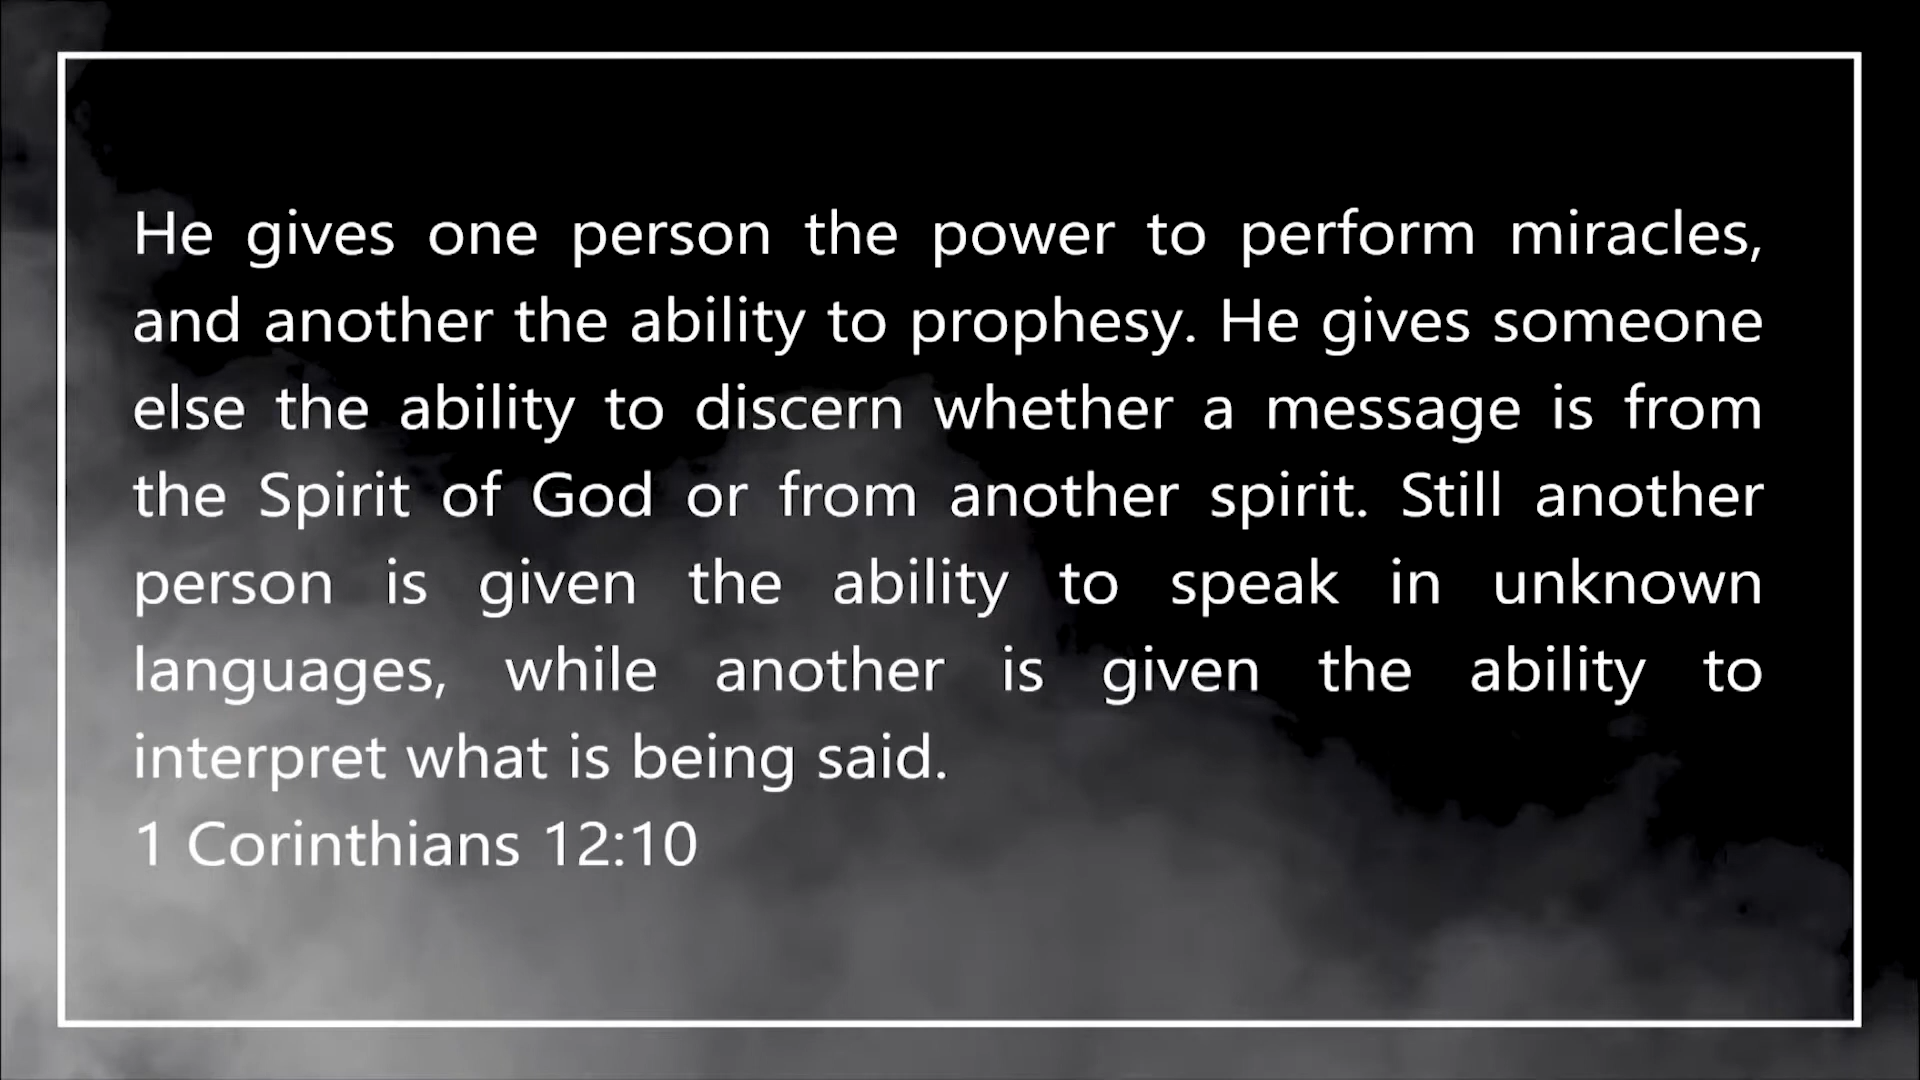 He gives one person the power to perform miracles,
and another the ability to prophesy. He gives someone
else the ability to discern whether a message is from
the Spirit of God or from another spirit. Still another
person is given the ability to speak in unknown
languages, while another is given the ability to
interpret what is being said.
1 Corinthians 12:10